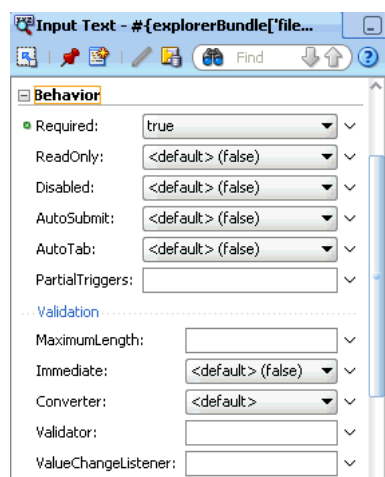 Input Text - #{explorerBundle['file...
Find
Behavior
Required: true
ReadOnly: <default> (false)
Disabled: <default> (false)
AutoSubmit: <default> (false)
AutoTab: <default> (false)
PartialTriggers:
Validation
MaximumLength:
Immediate: <default> (false)
Converter: <default>
Validator:
ValueChangeListener: